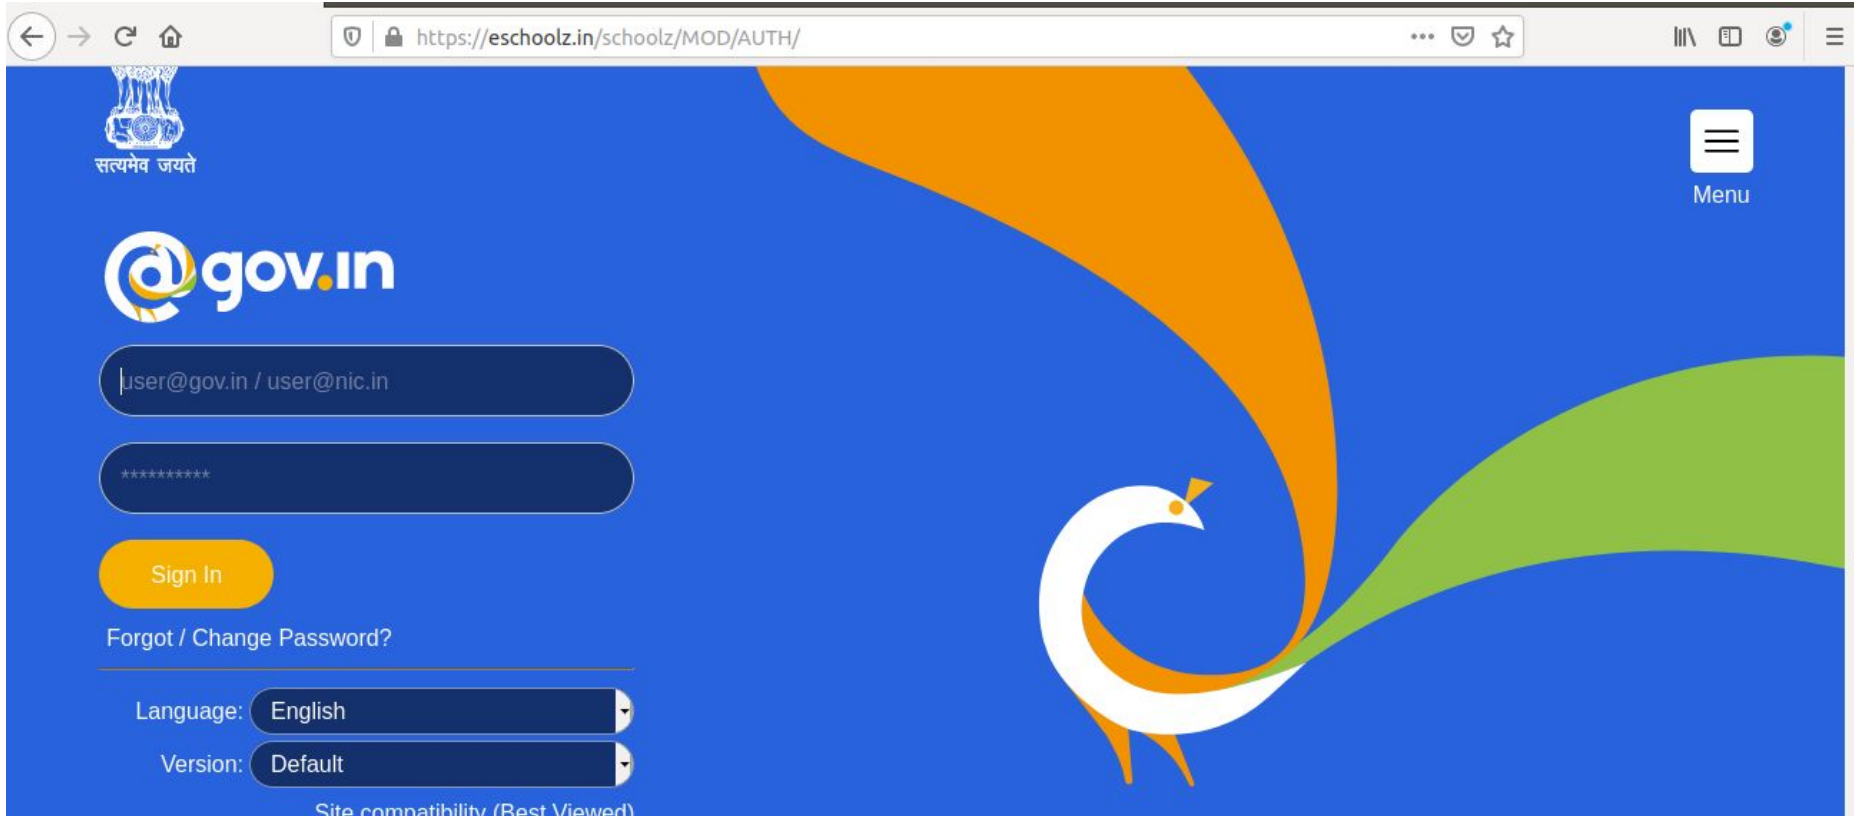 https://eschoolz.in/schoolz/MOD/AUTH/
सत्यमेव जयते
Menu
@gov.in
user@gov.in / user@nic.in
**********
Sign In
Forgot / Change Password?
Language: English
Version: Default
Site compatibility (Best Viewed)